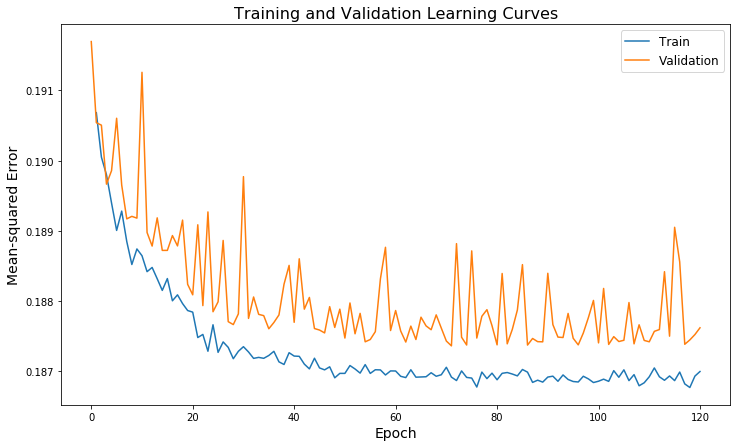 Training and Validation Learning Curves
Train
Validation
Mean-squared Error
0.191
0.190
0.189
0.188
0.187
0 20 40 60 80 100 120
Epoch